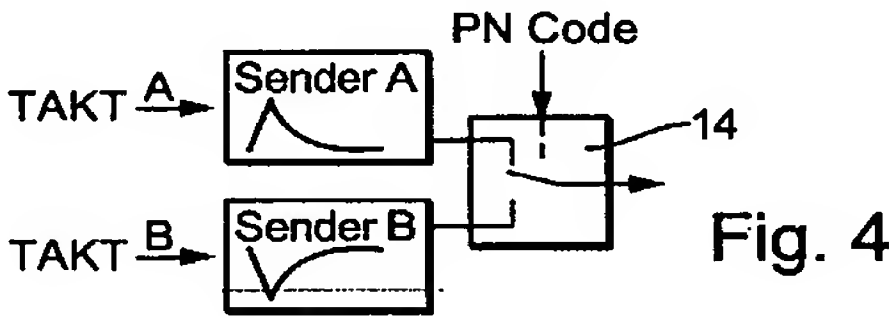 PN Code
TAKT A
Sender A
14
TAKT B
Sender B
Fig. 4